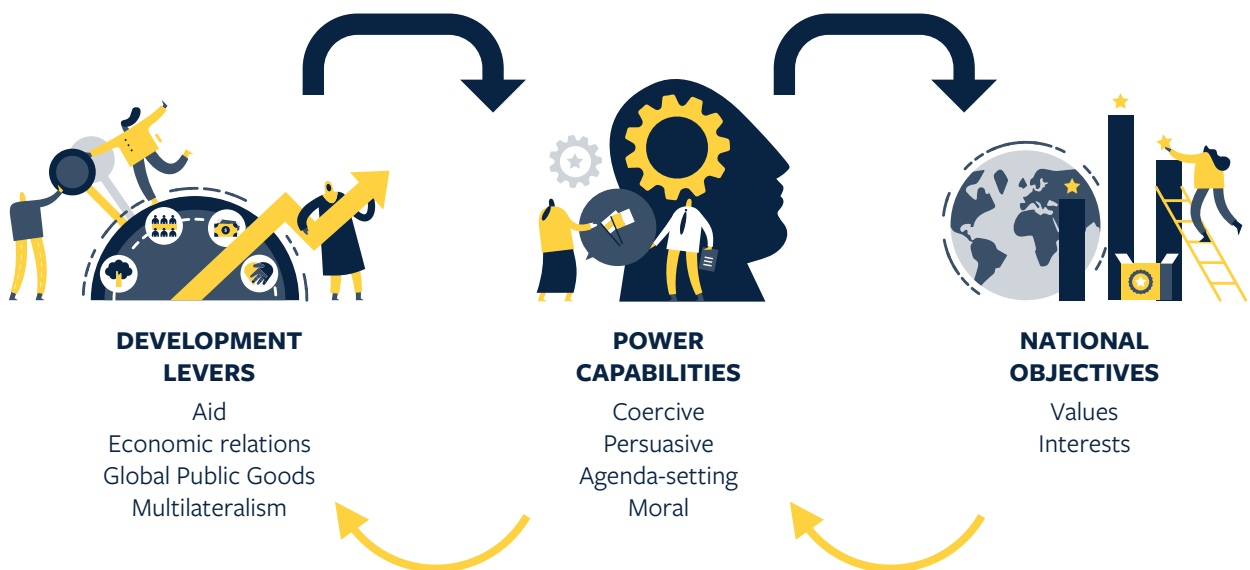 DEVELOPMENT
LEVERS
Aid
Economic relations
Global Public Goods
Multilateralism
POWER
CAPABILITIES
Coercive
Persuasive
Agenda-setting
Moral
NATIONAL
OBJECTIVES
Values
Interests